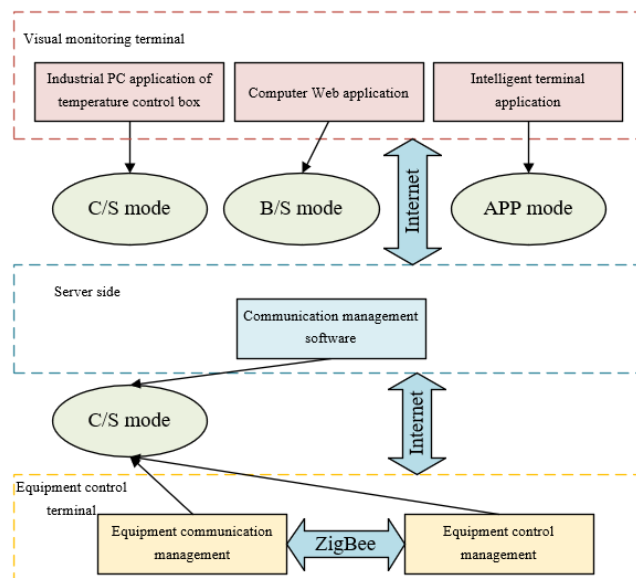 Visual monitoring terminal
Industrial PC application of
temperature control box
Computer Web application
Intelligent terminal
application
C/S mode
B/S mode
Internet
APP mode
Server side
Communication management
software
C/S mode
Internet
Equipment control
terminal
Equipment communication
management
ZigBee
Equipment control
management